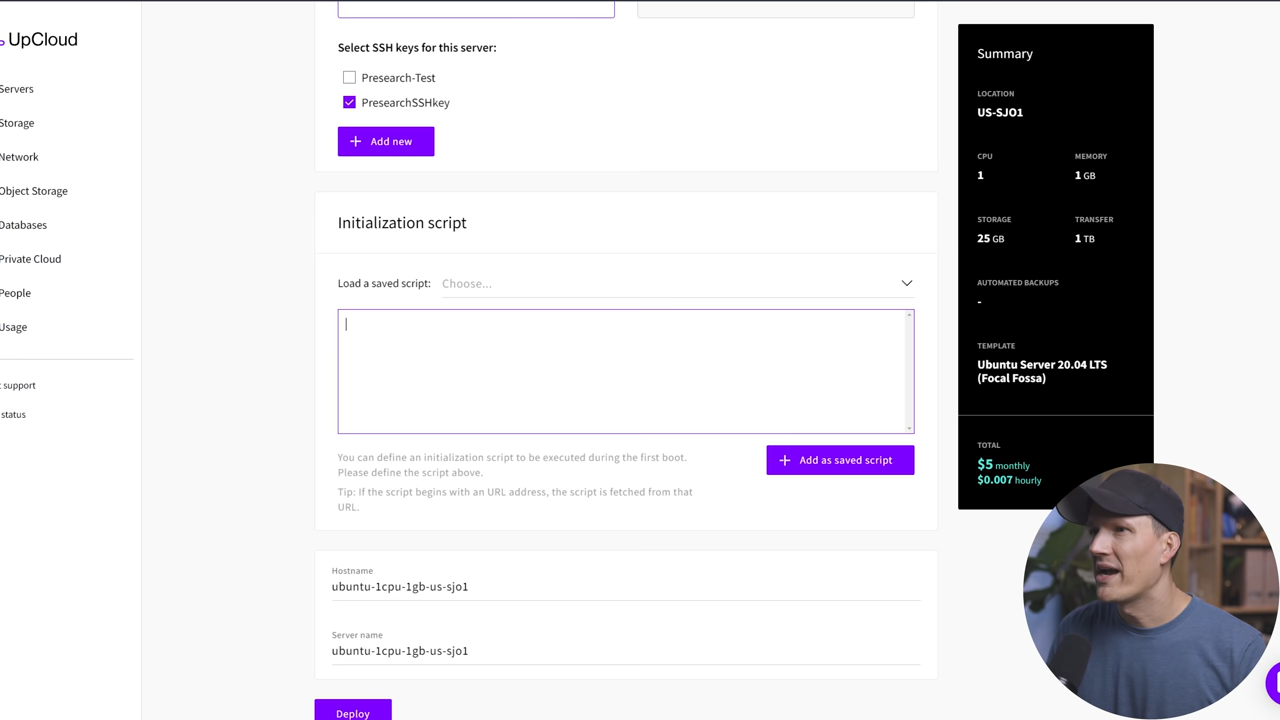 UpCloud
Servers
Storage
Network
Object Storage
Databases
Private Cloud
People
Usage
support
status
Select SSH keys for this server:
Presearch-Test
PresearchSSHkey
Add new
Initialization script
Load a saved script: Choose...
You can define an initialization script to be executed during the first boot.
Please define the script above.
Tip: If the script begins with an URL address, the script is fetched from that
URL.
Add as saved script
Hostname
ubuntu-1cpu-1gb-us-sjo1
Server name
ubuntu-1cpu-1gb-us-sjo1
Deploy
Summary
LOCATION
US-SJO1
CPU MEMORY
1 1 GB
STORAGE TRANSFER
25 GB 1 TB
AUTOMATED BACKUPS
-
TEMPLATE
Ubuntu Server 20.04 LTS
(Focal Fossa)
TOTAL
$5 monthly
$0.007 hourly